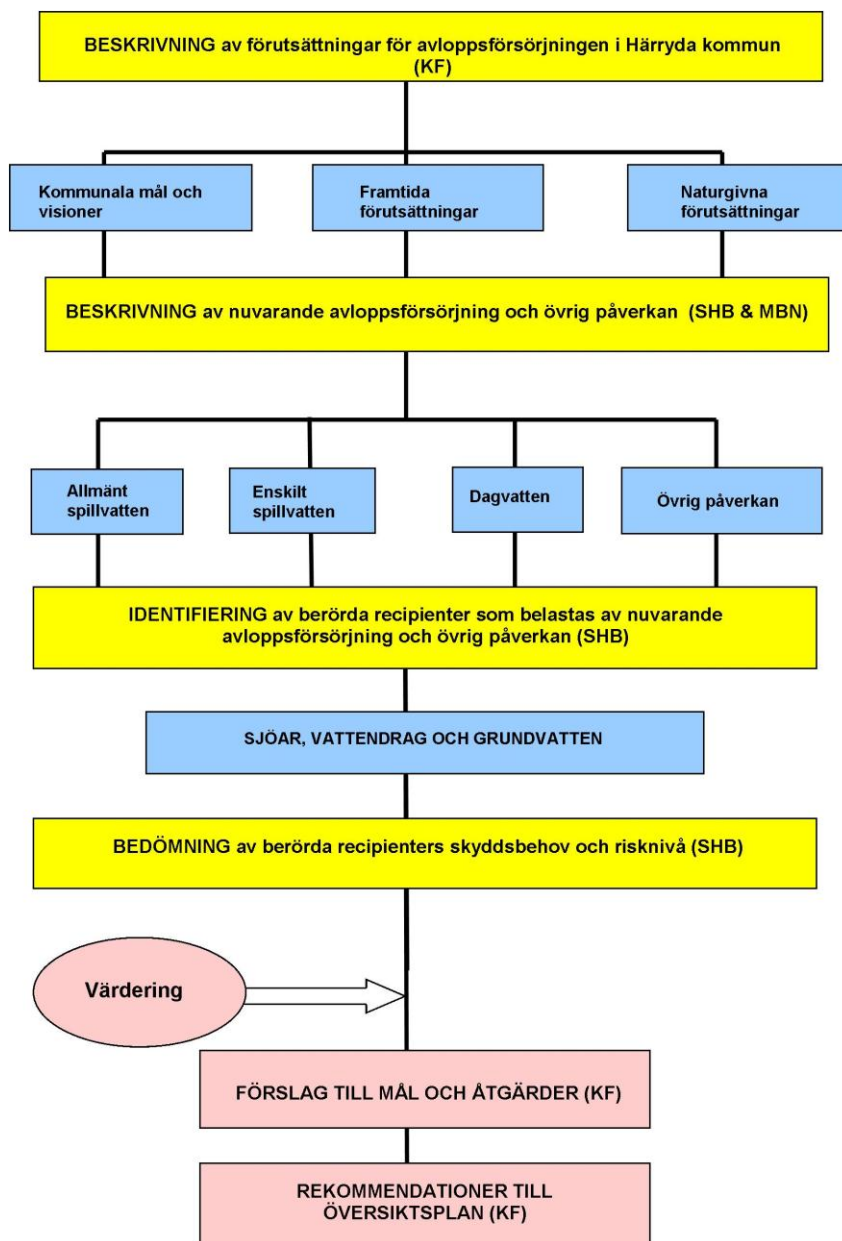 BESKRIVNING av förutsättningar för avloppsförsörjningen i Härryda kommun
(KF)
Kommunala mål och
visioner
Framtida
förutsättningar
Naturgivna
förutsättningar
BESKRIVNING av nuvarande avloppsförsörjning och övrig påverkan (SHB & MBN)
Allmänt
spillvatten
Enskilt
spillvatten
Dagvatten
Övrig påverkan
IDENTIFIERING av berörda recipienter som belastas av nuvarande
avloppsförsörjning och övrig påverkan (SHB)
SJÖAR, VATTENDRAG OCH GRUNDVATTEN
BEDÖMNING av berörda recipienters skyddsbehov och risknivå (SHB)
Värdering
FÖRSLAG TILL MÅL OCH ÅTGÄRDER (KF)
REKOMMENDATIONER TILL
ÖVERSIKTSPLAN (KF)